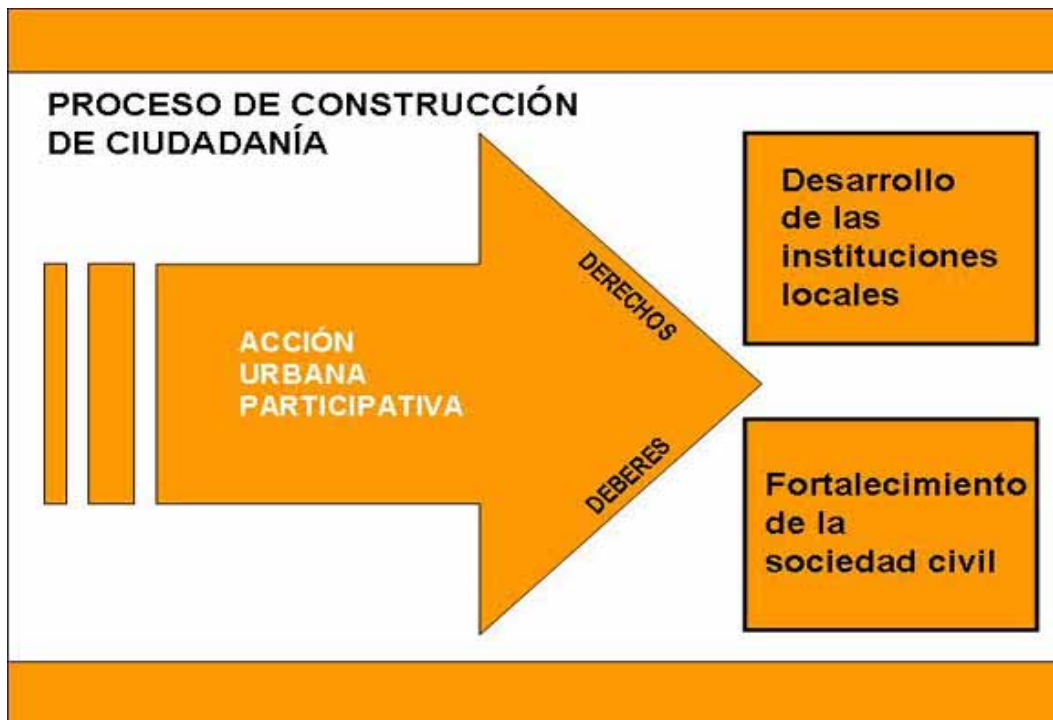 PROCESO DE CONSTRUCCIÓN
DE CIUDADANÍA
ACCIÓN
URBANA
PARTICIPATIVA
DERECHOS
DEBERES
Desarrollo
de las
instituciones
locales
Fortalecimiento
de la
sociedad civil